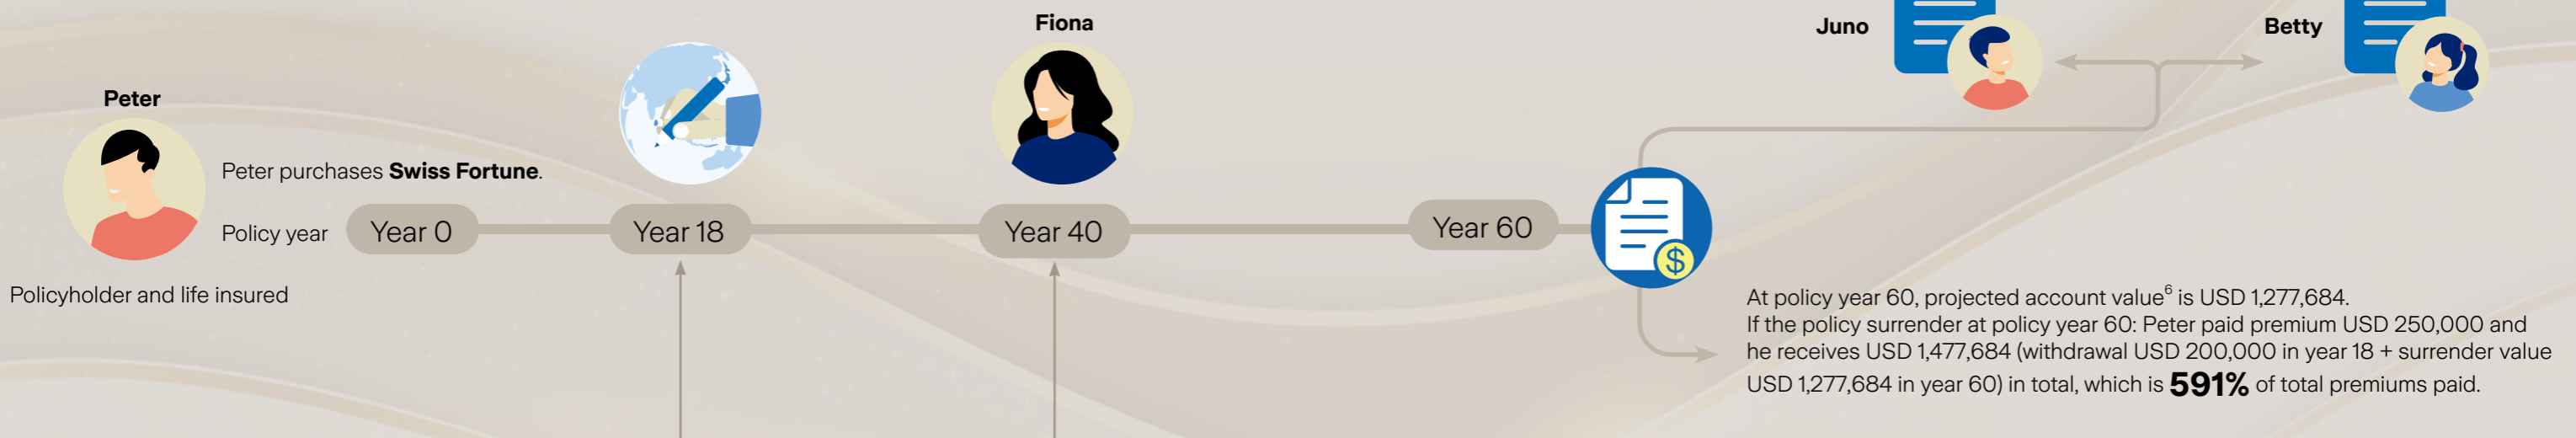 Fiona
Juno
Betty
Peter
Peter purchases Swiss Fortune.
Policy year
Year 0
Year 18
Year 40
Year 60
$
Policyholder and life insured
At policy year 60, projected account value⁶ is USD 1,277,684.
If the policy surrender at policy year 60: Peter paid premium USD 250,000 and
he receives USD 1,477,684 (withdrawal USD 200,000 in year 18 + surrender value
USD 1,277,684 in year 60) in total, which is 591% of total premiums paid.